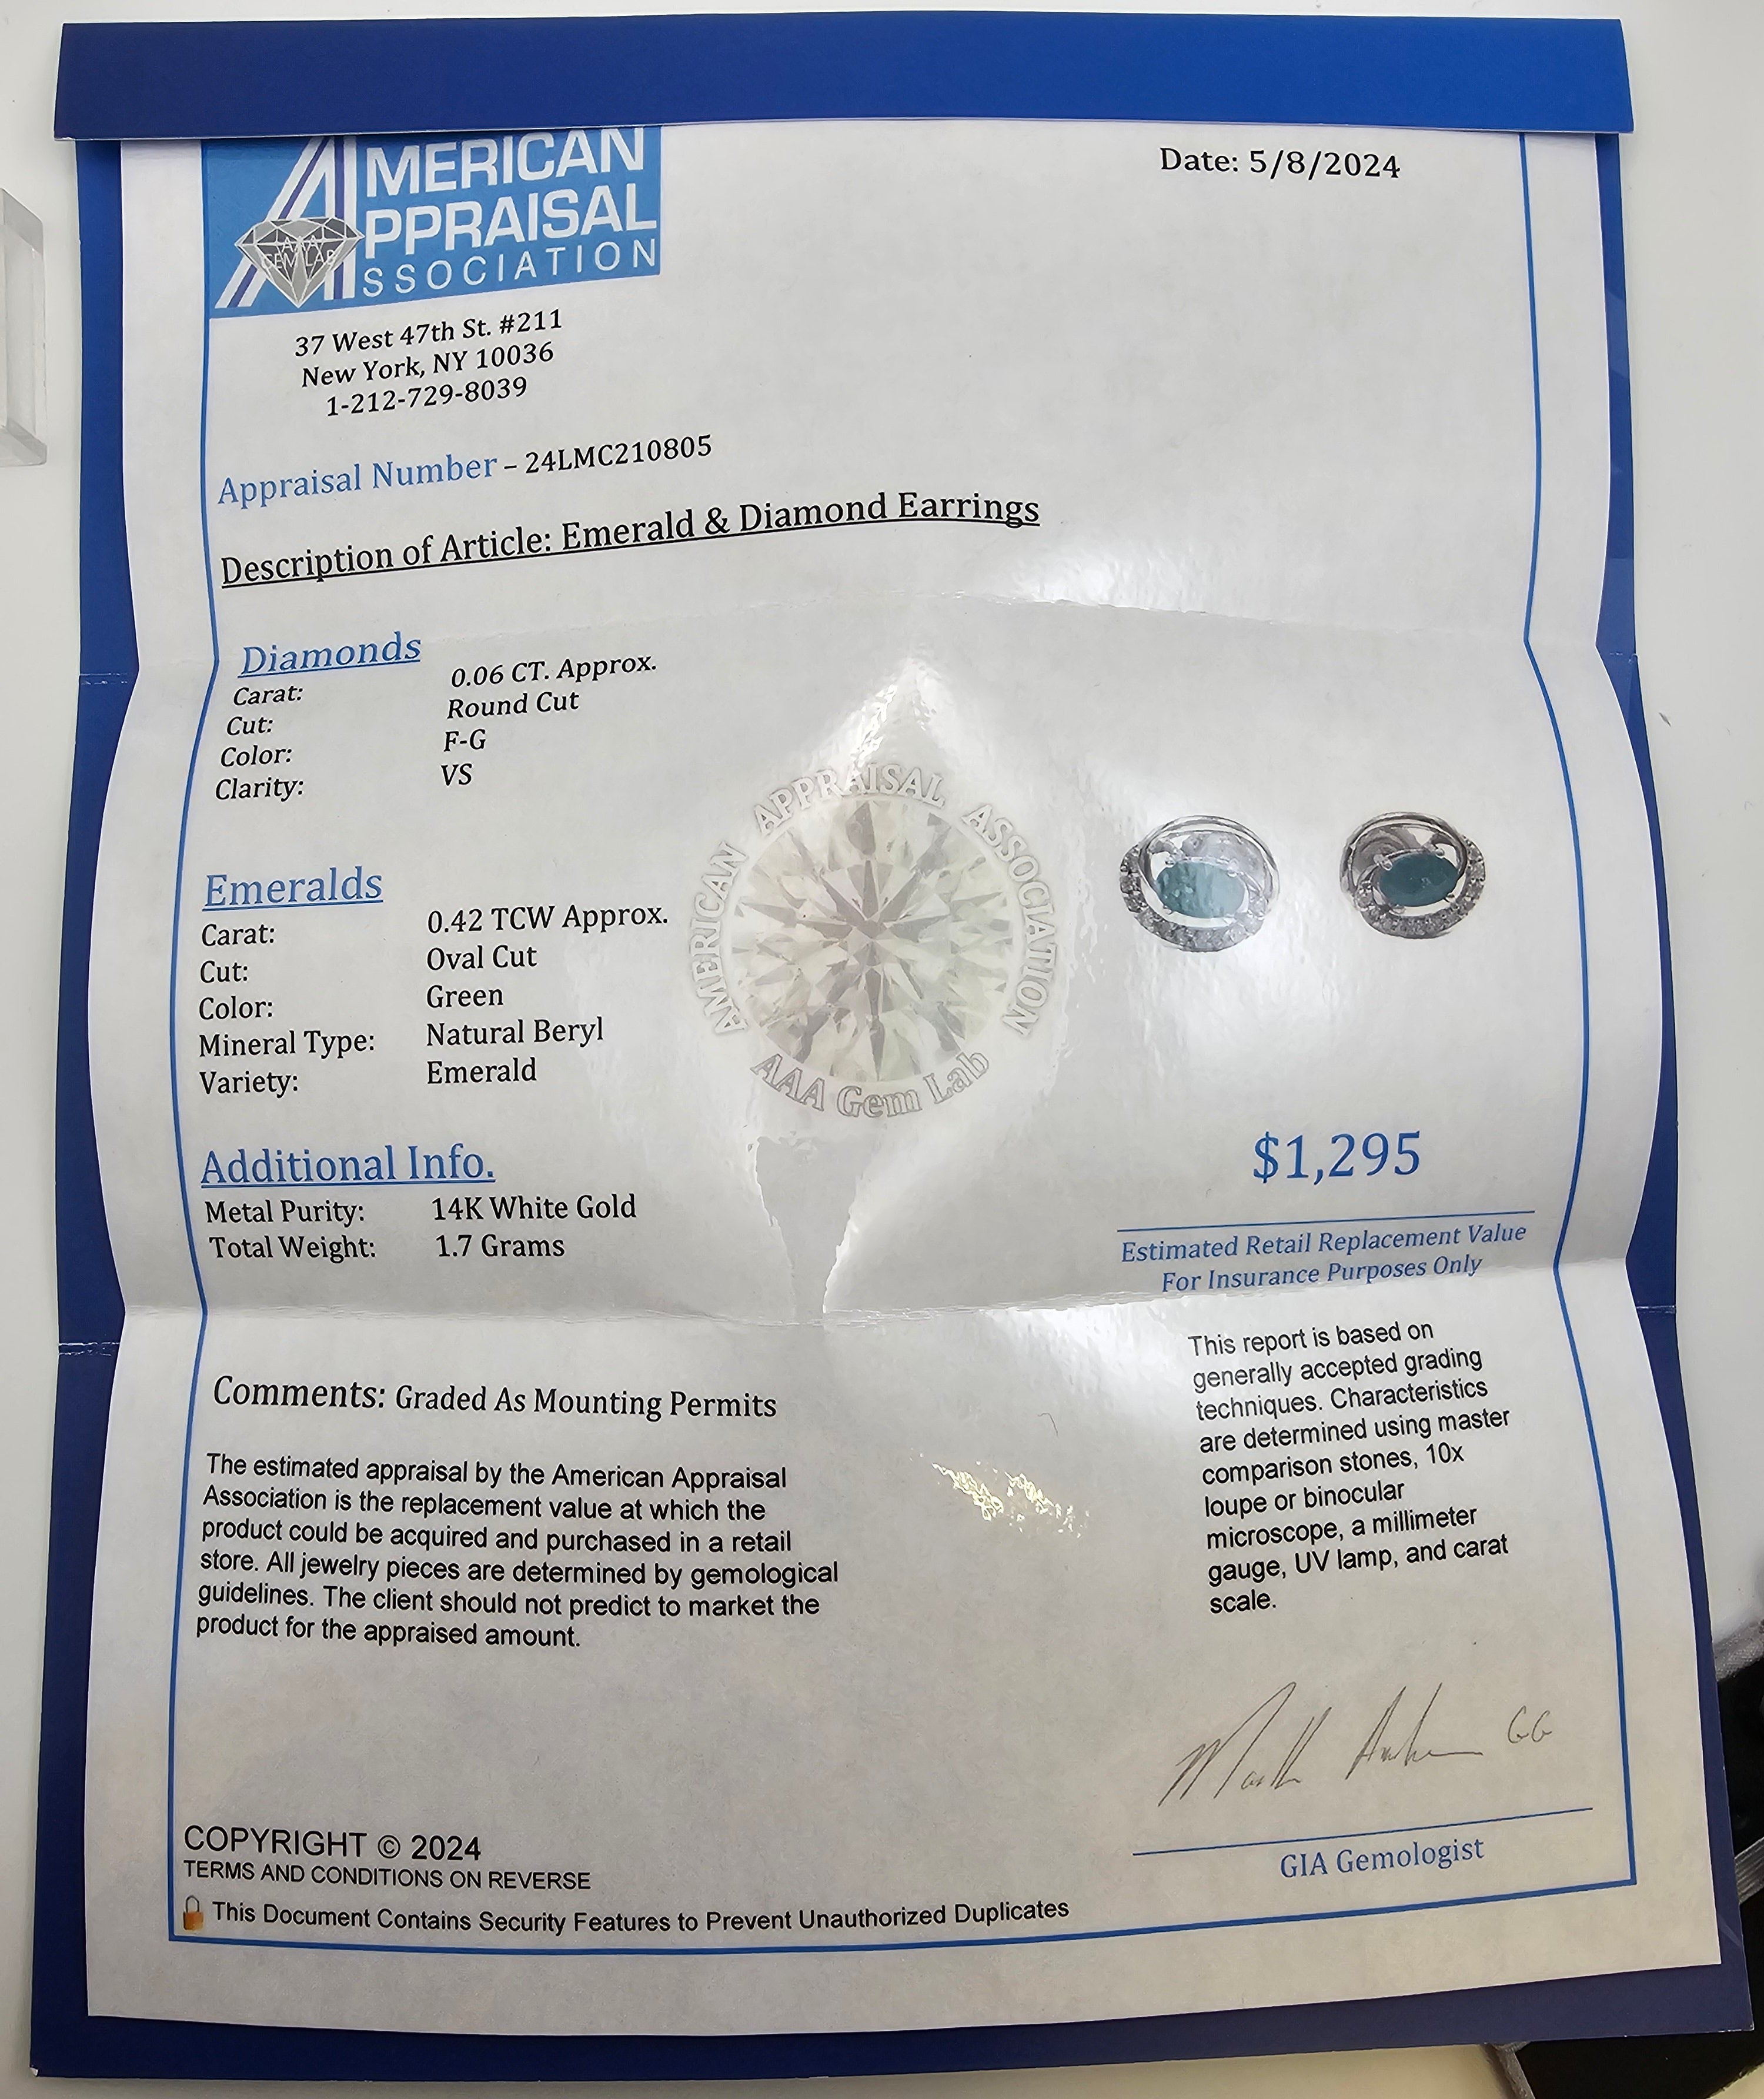 AMERICAN
APPRAISAL
ASSOCIATION
AAA
GEM LAB
Date: 5/8/2024
37 West 47th St. #211
New York, NY 10036
1-212-729-8039
Appraisal Number – 24LMC210805
Description of Article: Emerald & Diamond Earrings
Diamonds
Carat: 0.06 CT. Approx.
Cut: Round Cut
Color: F-G
Clarity: VS
AMERICAN APPRAISAL ASSOCIATION
AAA Gem Lab
Emeralds
Carat: 0.42 TCW Approx.
Cut: Oval Cut
Color: Green
Mineral Type: Natural Beryl
Variety: Emerald
Additional Info.
Metal Purity: 14K White Gold
Total Weight: 1.7 Grams
$1,295
Estimated Retail Replacement Value
For Insurance Purposes Only
Comments: Graded As Mounting Permits
The estimated appraisal by the American Appraisal
Association is the replacement value at which the
product could be acquired and purchased in a retail
store. All jewelry pieces are determined by gemological
guidelines. The client should not predict to market the
product for the appraised amount.
This report is based on
generally accepted grading
techniques. Characteristics
are determined using master
comparison stones, 10x
loupe or binocular
microscope, a millimeter
gauge, UV lamp, and carat
scale.
GG
GIA Gemologist
COPYRIGHT © 2024
TERMS AND CONDITIONS ON REVERSE
This Document Contains Security Features to Prevent Unauthorized Duplicates